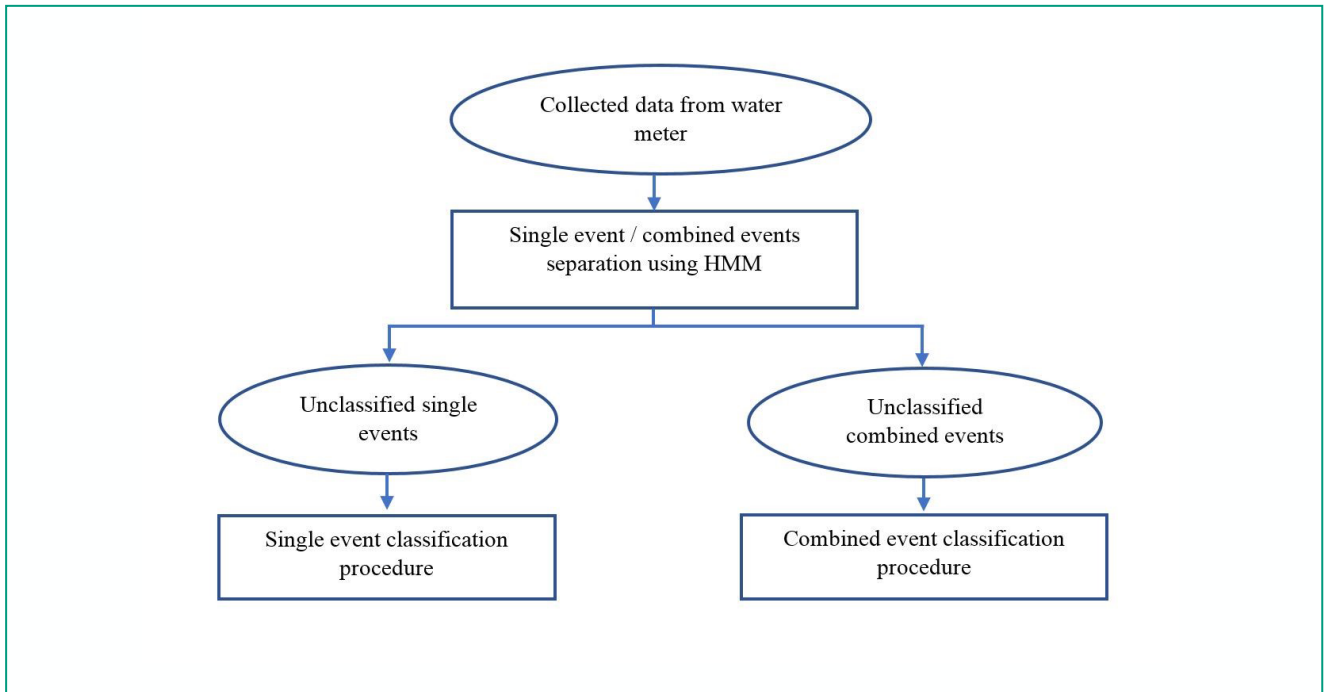 Collected data from water
meter
Single event / combined events
separation using HMM
Unclassified single
events
Unclassified
combined events
Single event classification
procedure
Combined event classification
procedure